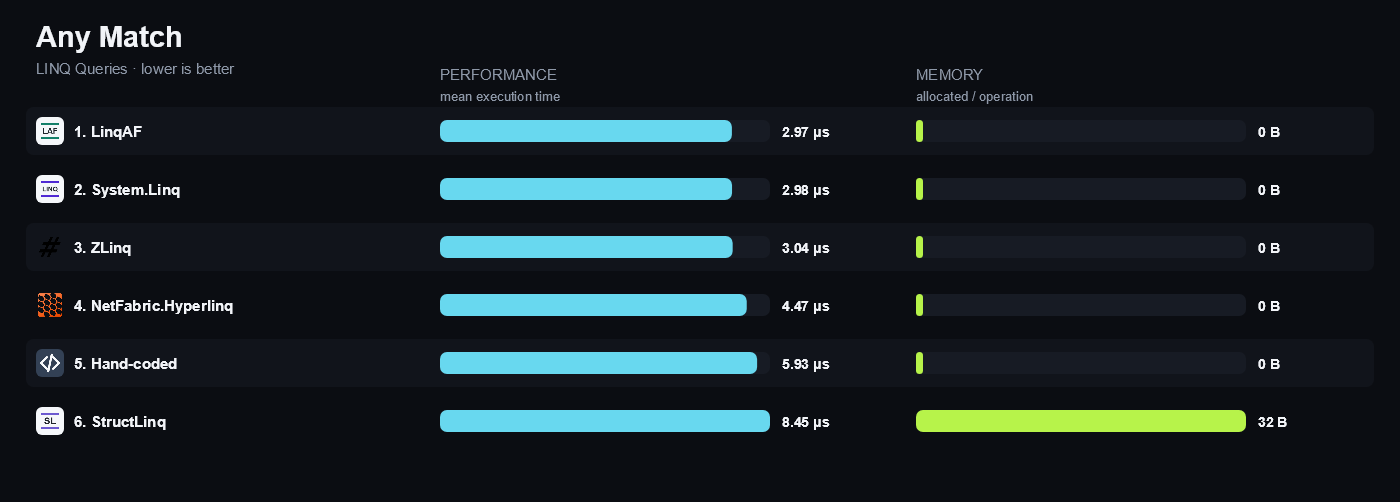 Any Match
LINQ Queries · lower is better
PERFORMANCE
mean execution time
MEMORY
allocated / operation
LAF
1. LinqAF
2.97 µs
0 B
LINQ
2. System.Linq
2.98 µs
0 B
3. ZLinq
3.04 µs
0 B
4. NetFabric.Hyperlinq
4.47 µs
0 B
5. Hand-coded
5.93 µs
0 B
SL
6. StructLinq
8.45 µs
32 B